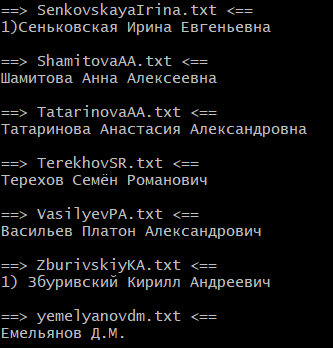 ==> SenkovskayaIrina.txt <==
1)Сеньковская Ирина Евгеньевна
==> ShamitovaAA.txt <==
Шамитова Анна Алексеевна
==> TatarinovaAA.txt <==
Татаринова Анастасия Александровна
==> TerekhovSR.txt <==
Терехов Семён Романович
==> VasilyevPA.txt <==
Васильев Платон Александрович
==> ZburivskiyKA.txt <==
1) Збуривский Кирилл Андреевич
==> yemelyanovdm.txt <==
Емельянов Д.М.